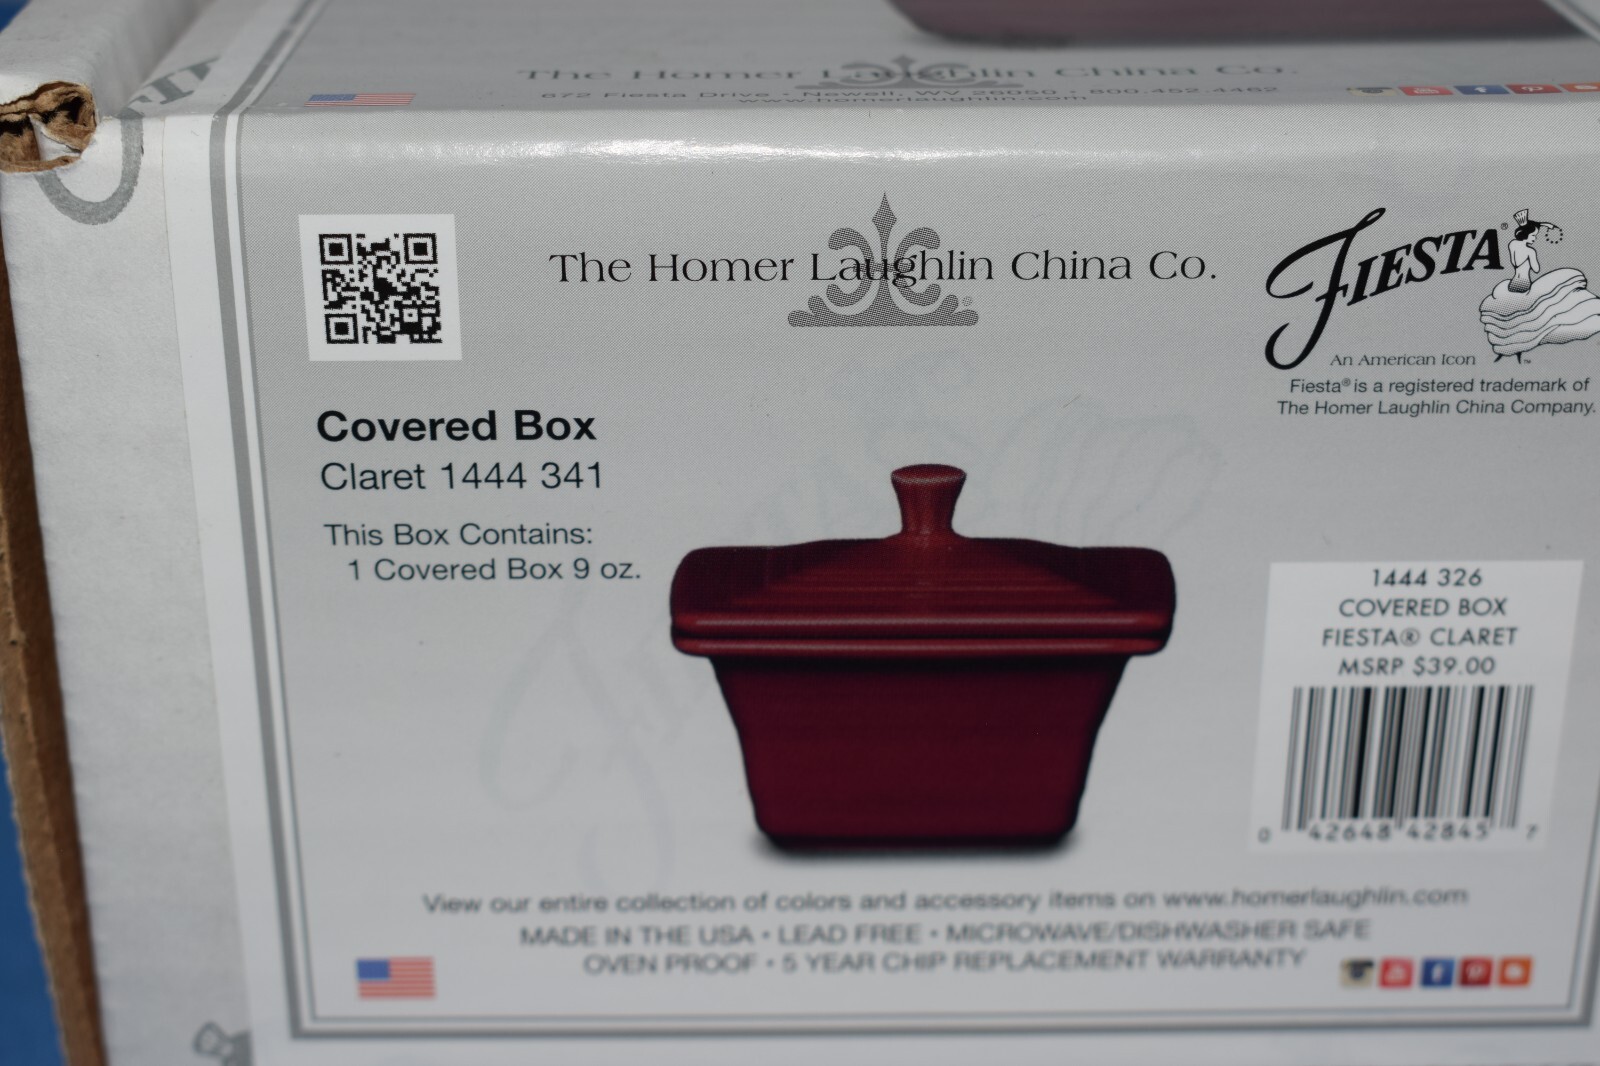 The Homer Laughlin China Co.
672 Fiesta Drive • Newell, WV 26050 • 800.452.4462
www.homerlaughlin.com
The Homer Laughlin China Co.
FIESTA®
An American Icon™
Fiesta® is a registered trademark of
The Homer Laughlin China Company.
Covered Box
Claret 1444 341
This Box Contains:
1 Covered Box 9 oz.
1444 326
COVERED BOX
FIESTA® CLARET
MSRP $39.00
0 42648 42845 7
View our entire collection of colors and accessory items on www.homerlaughlin.com
MADE IN THE USA • LEAD FREE • MICROWAVE/DISHWASHER SAFE
OVEN PROOF • 5 YEAR CHIP REPLACEMENT WARRANTY